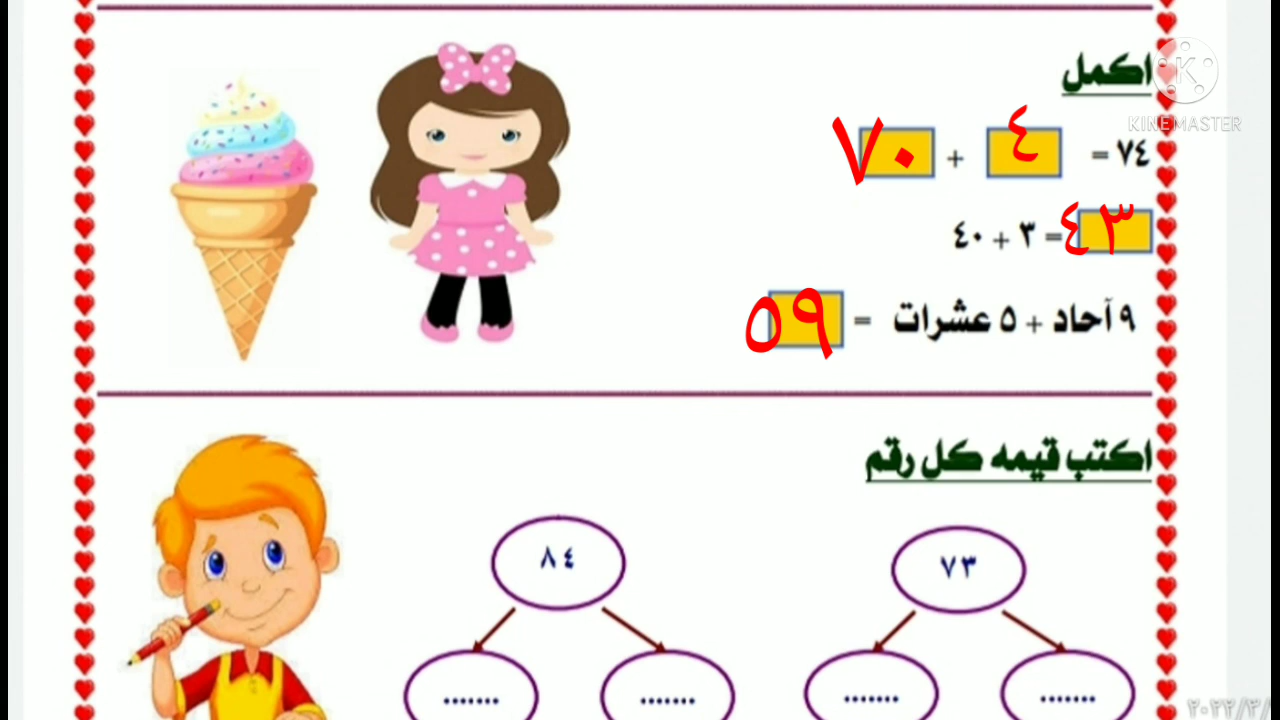 اكمل
KINEMASTER
٧٤ = ٤ + ٧٠
٤٣ = ٣ + ٤٠
٩ آحاد + ٥ عشرات = ٥٩
اكتب قيمه كل رقم
٧٣ ٨٤
....... ....... ....... .......